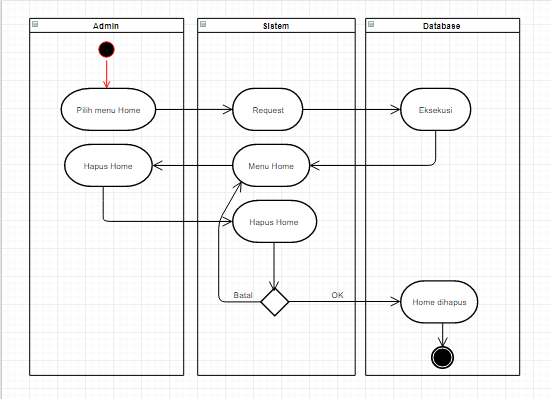 Admin
Sistem
Database
Pilih menu Home
Request
Eksekusi
Hapus Home
Menu Home
Hapus Home
Batal
OK
Home dihapus